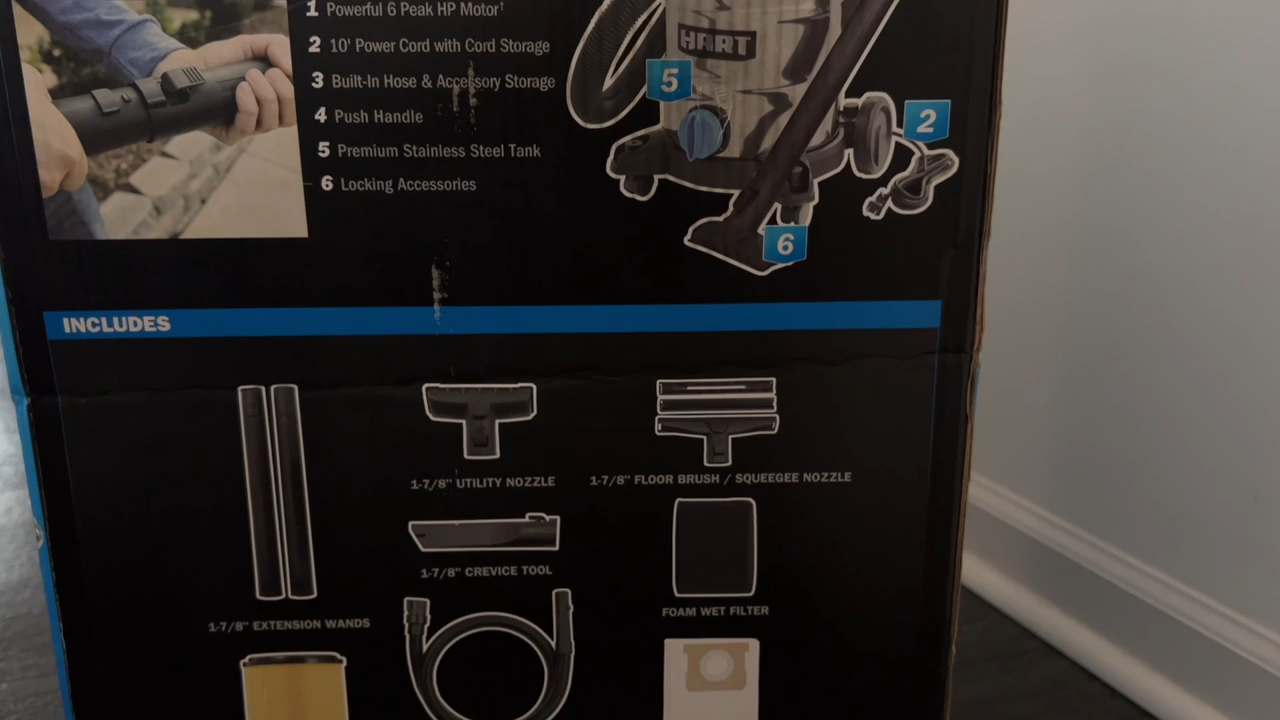 1 Powerful 6 Peak HP Motor†
2 10' Power Cord with Cord Storage
3 Built-In Hose & Accessory Storage
4 Push Handle
5 Premium Stainless Steel Tank
6 Locking Accessories
HART
5
2
6
INCLUDES
1-7/8" UTILITY NOZZLE
1-7/8" FLOOR BRUSH / SQUEEGEE NOZZLE
1-7/8" CREVICE TOOL
FOAM WET FILTER
1-7/8" EXTENSION WANDS